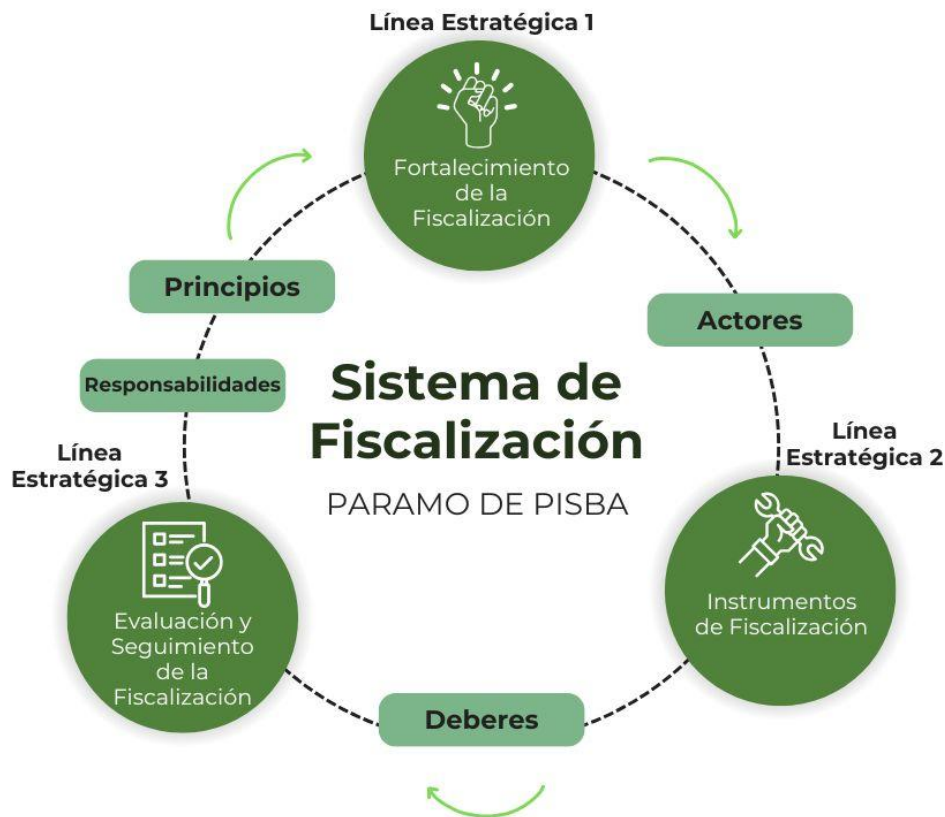 Línea Estratégica 1
Fortalecimiento
de la
Fiscalización
Principios
Actores
Responsabilidades
Sistema de
Fiscalización
PARAMO DE PISBA
Línea
Estratégica 2
Línea
Estratégica 3
Instrumentos
de Fiscalización
Evaluación y
Seguimiento
de la
Fiscalización
Deberes